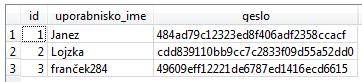 id uporabnisko_ime geslo
1 1 Janez 484ad79c12323ed8f406adf2358ccacf
2 2 Lojzka cdd839110bb9cc7c2833f09d55a52dd0
3 3 franček284 49609eff12221de6787ed1416ecd6615